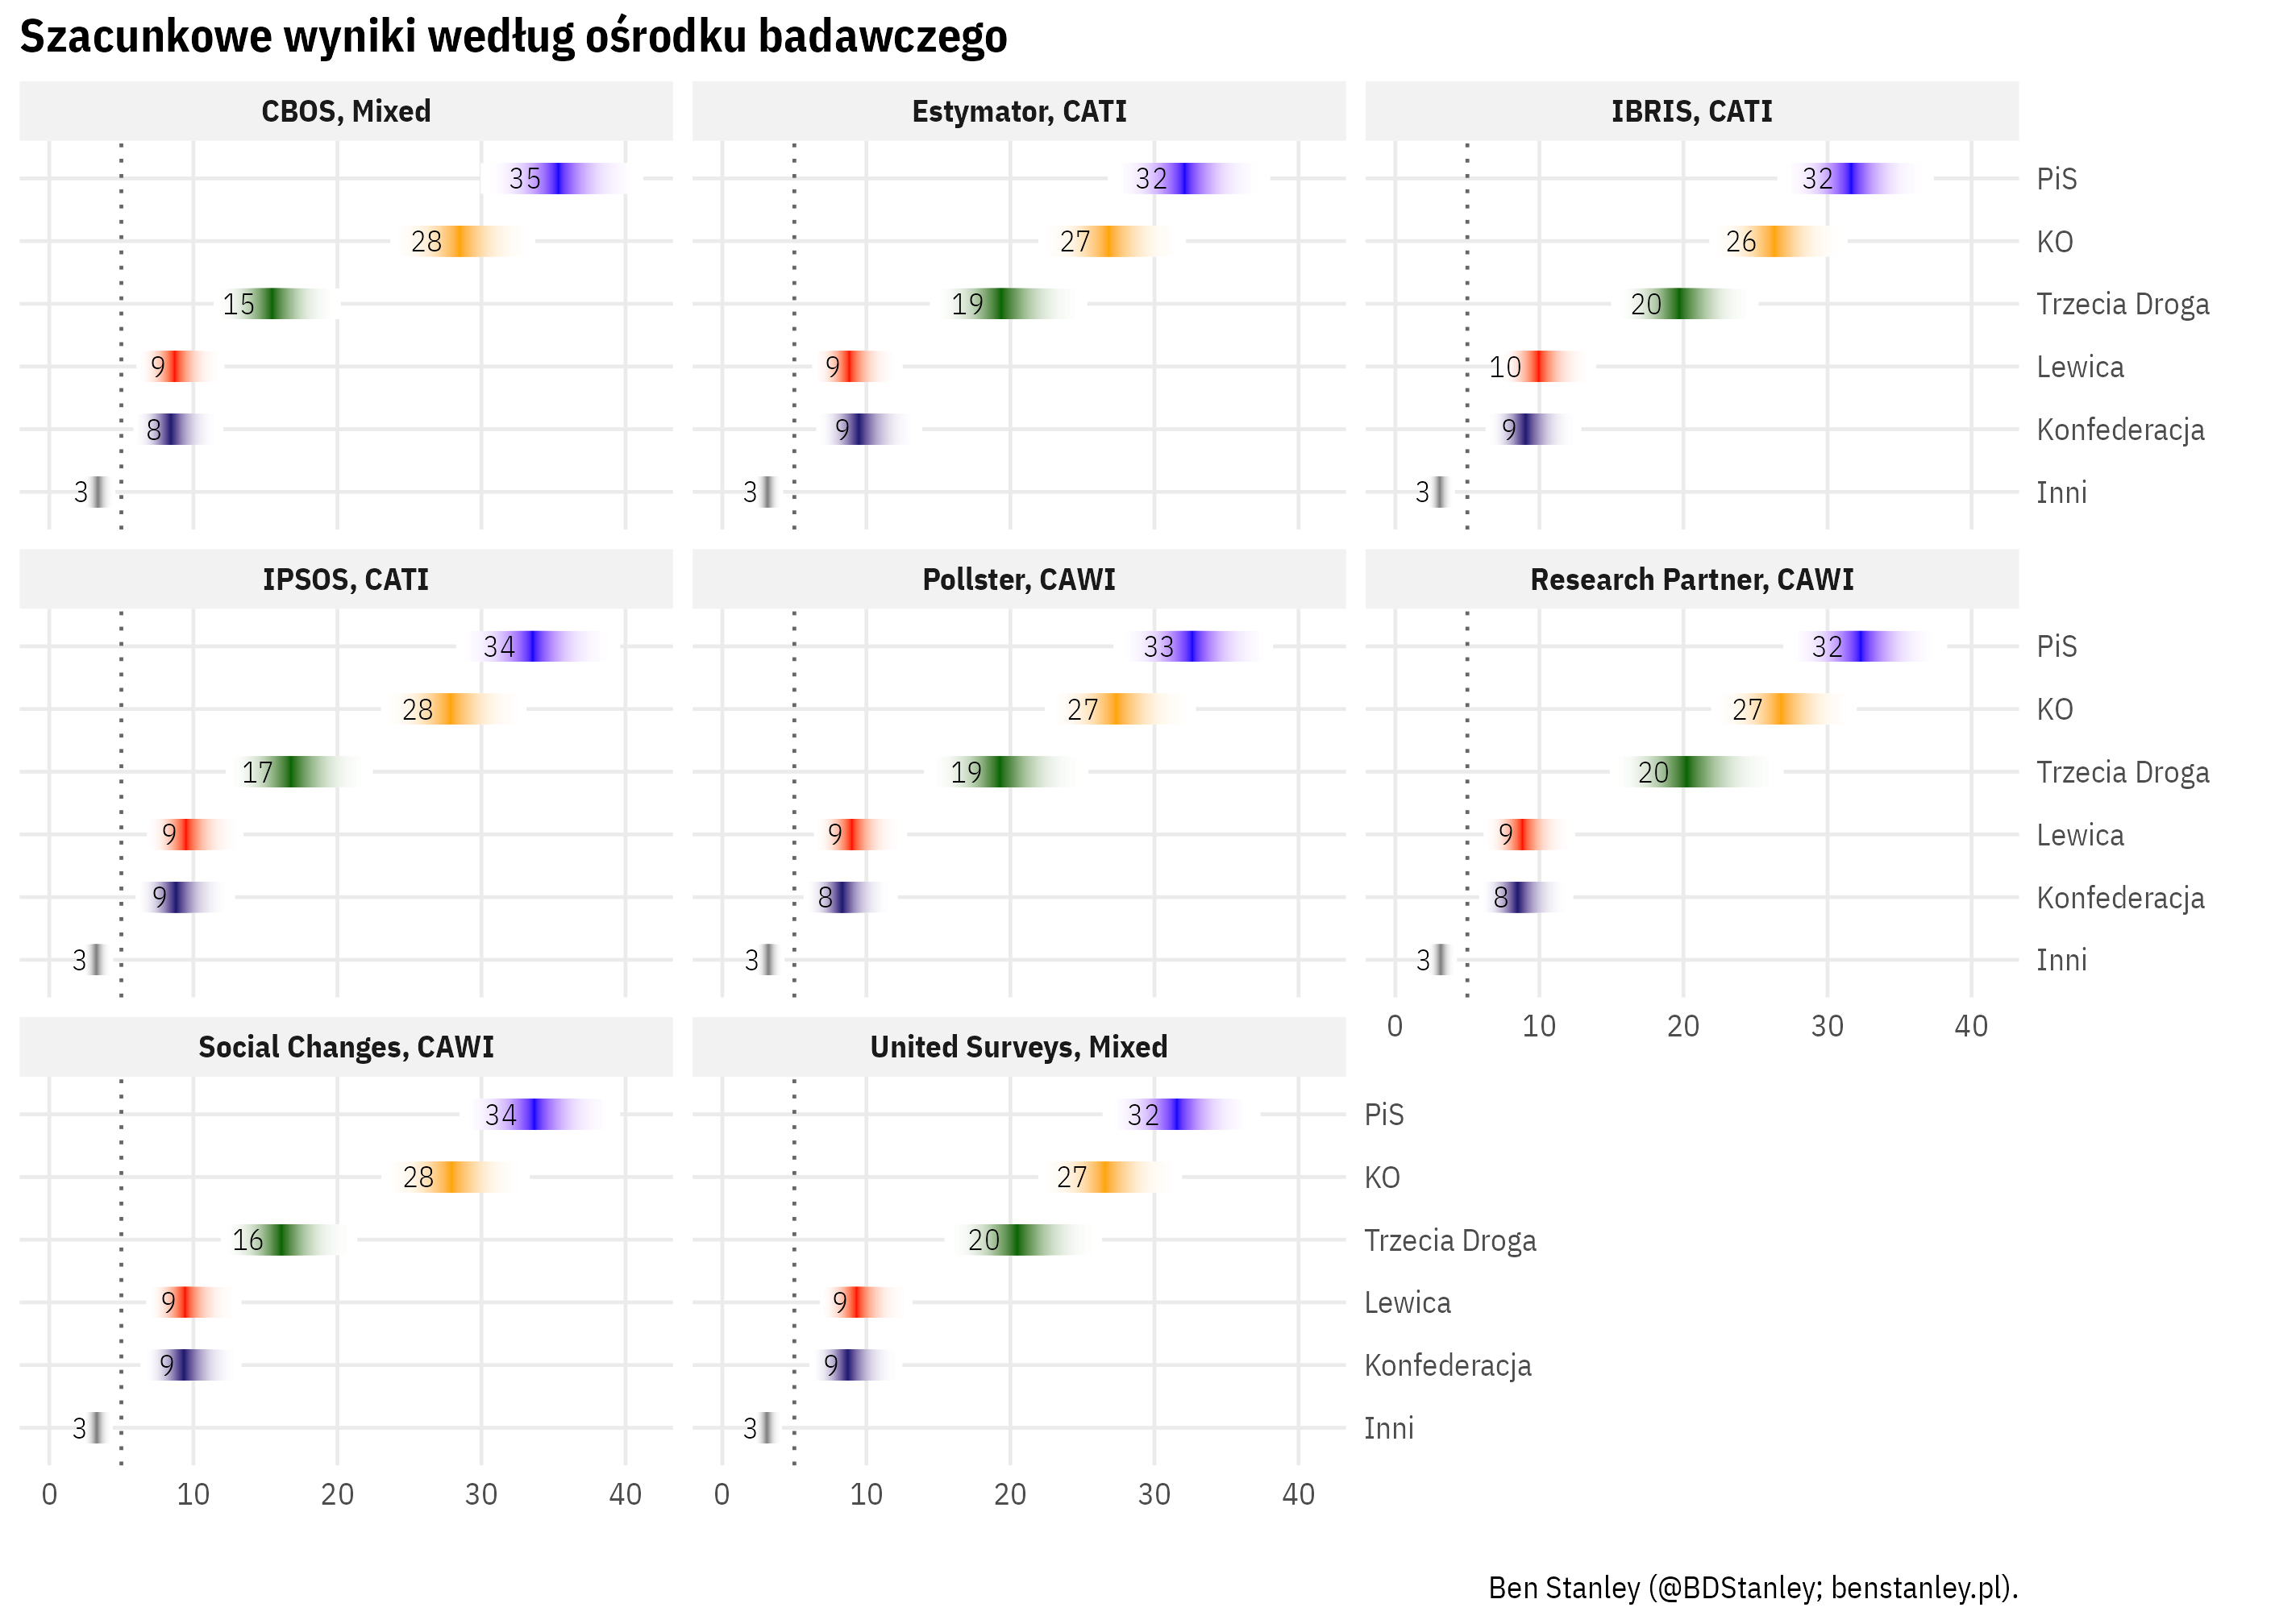 Szacunkowe wyniki według ośrodku badawczego
CBOS, Mixed
Estymator, CATI
IBRIS, CATI
35
32
32
PiS
28
27
26
KO
15
19
20
Trzecia Droga
9
9
10
Lewica
8
9
9
Konfederacja
3
3
3
Inni
IPSOS, CATI
Pollster, CAWI
Research Partner, CAWI
34
33
32
PiS
28
27
27
KO
17
19
20
Trzecia Droga
9
9
9
Lewica
9
8
8
Konfederacja
3
3
3
Inni
0 10 20 30 40
Social Changes, CAWI
United Surveys, Mixed
34
32
PiS
28
27
KO
16
20
Trzecia Droga
9
9
Lewica
9
9
Konfederacja
3
3
Inni
0 10 20 30 40
0 10 20 30 40
Ben Stanley (@BDStanley; benstanley.pl).